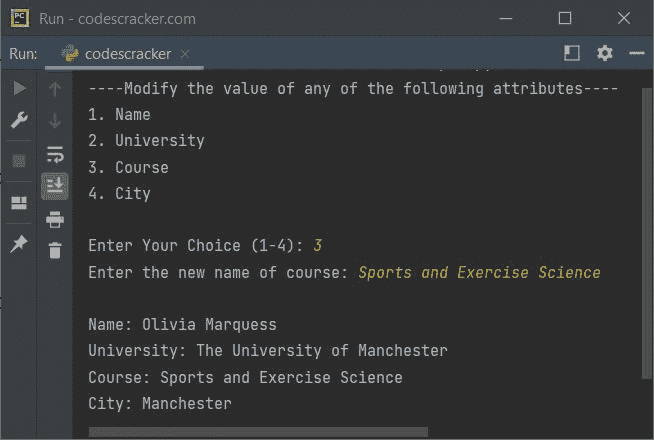 PC
Run - codescracker.com
Run: codescracker
----Modify the value of any of the following attributes----
1. Name
2. University
3. Course
4. City
Enter Your Choice (1-4): 3
Enter the new name of course: Sports and Exercise Science
Name: Olivia Marquess
University: The University of Manchester
Course: Sports and Exercise Science
City: Manchester